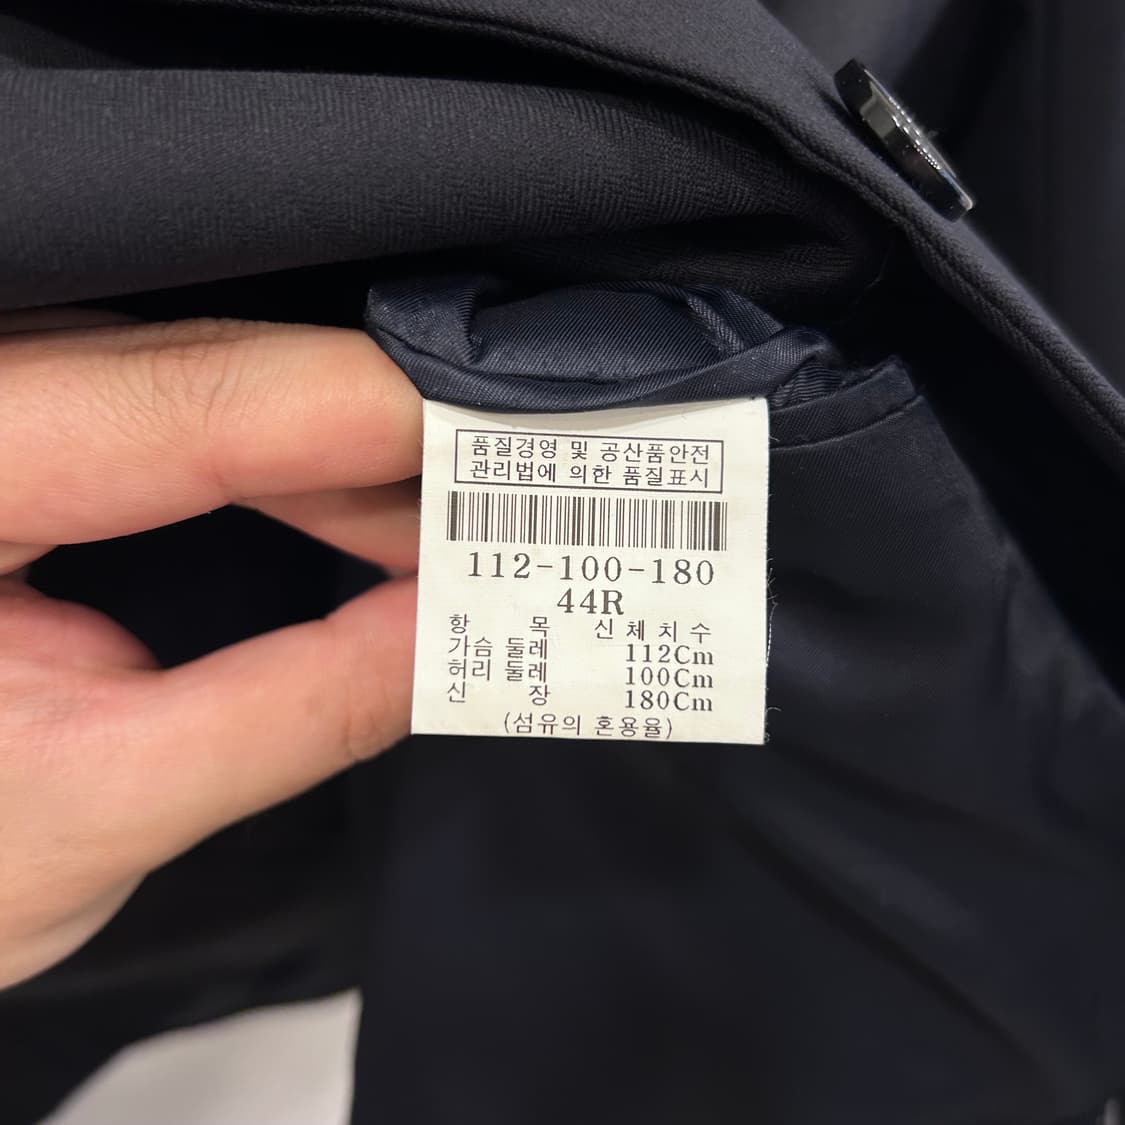 품질경영 및 공산품안전
관리법에 의한 품질표시
112-100-180
44R
항 목 신체치수
가슴 둘레 112Cm
허리 둘레 100Cm
신 장 180Cm
(섬유의 혼용율)